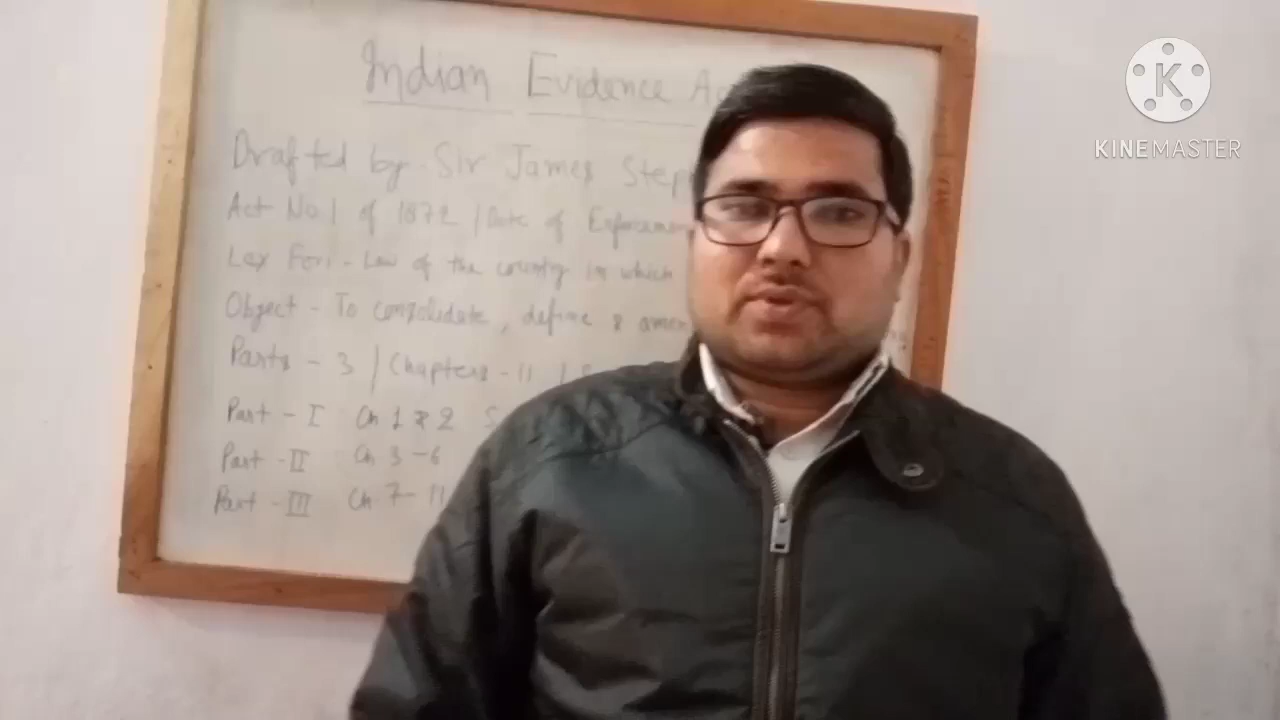 Indian Evidence Ac
Drafted by Sir James Step
Act No.1 of 1872 / Date of Enforcement
Lex Fori - Law of the country in which
Object - To consolidate, define & amen
Parts - 3 / Chapters - 11 /
Part - I Ch 1 & 2 S
Part - II Ch 3 - 6
Part - III Ch 7 - 11
K
KINEMASTER